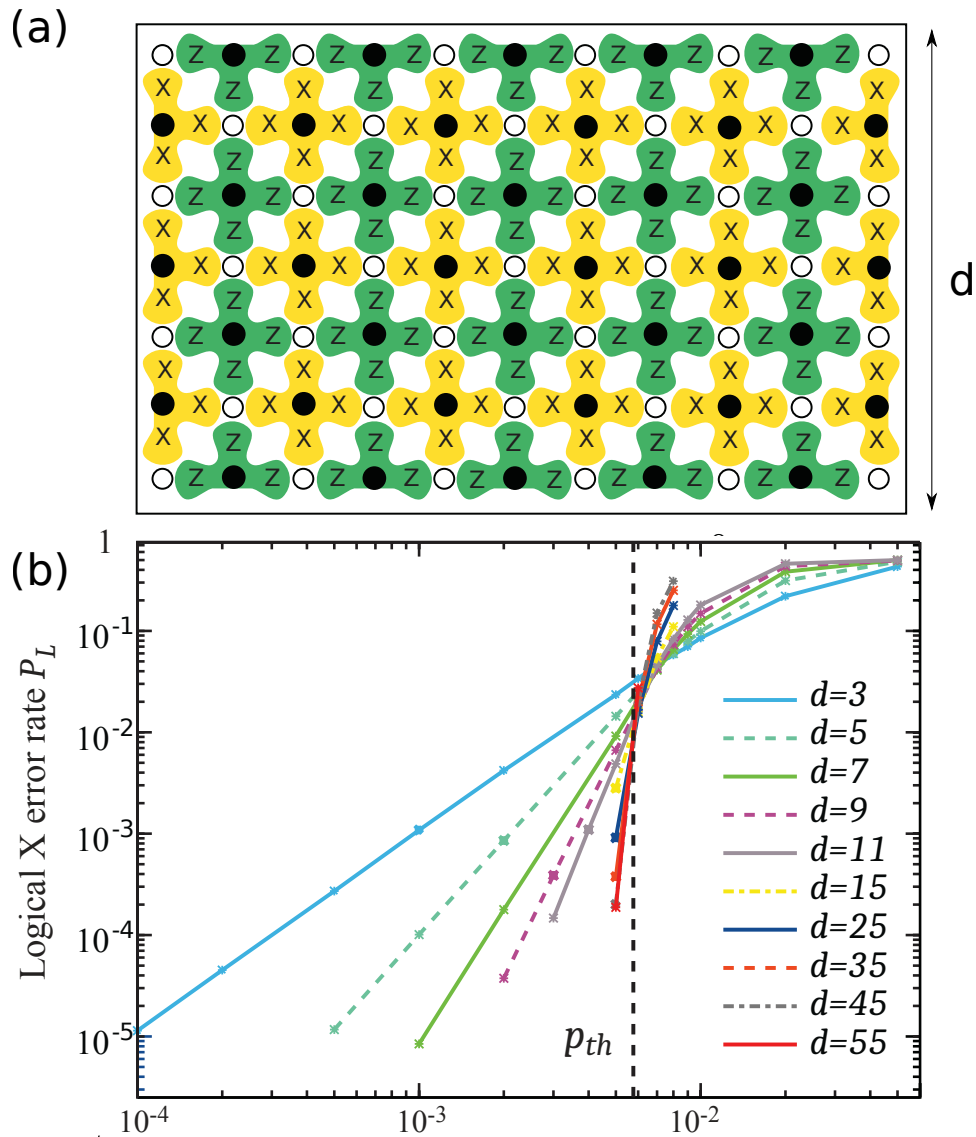 (a)
Z Z Z Z Z Z Z Z Z Z
X Z X Z X Z X Z X Z X
X X X X X X X X X X
X Z X Z X Z X Z X Z X
Z Z Z Z Z Z Z Z Z Z
X Z X Z X Z X Z X Z X
X X X X X X X X X X
X Z X Z X Z X Z X Z X
Z Z Z Z Z Z Z Z Z Z
X Z X Z X Z X Z X Z X
X X X X X X X X X X
X Z X Z X Z X Z X Z X
Z Z Z Z Z Z Z Z Z Z
d
(b)
Logical X error rate P_L
1
10^-1
10^-2
10^-3
10^-4
10^-5
p_th
d=3
d=5
d=7
d=9
d=11
d=15
d=25
d=35
d=45
d=55
10^-4
10^-3
10^-2